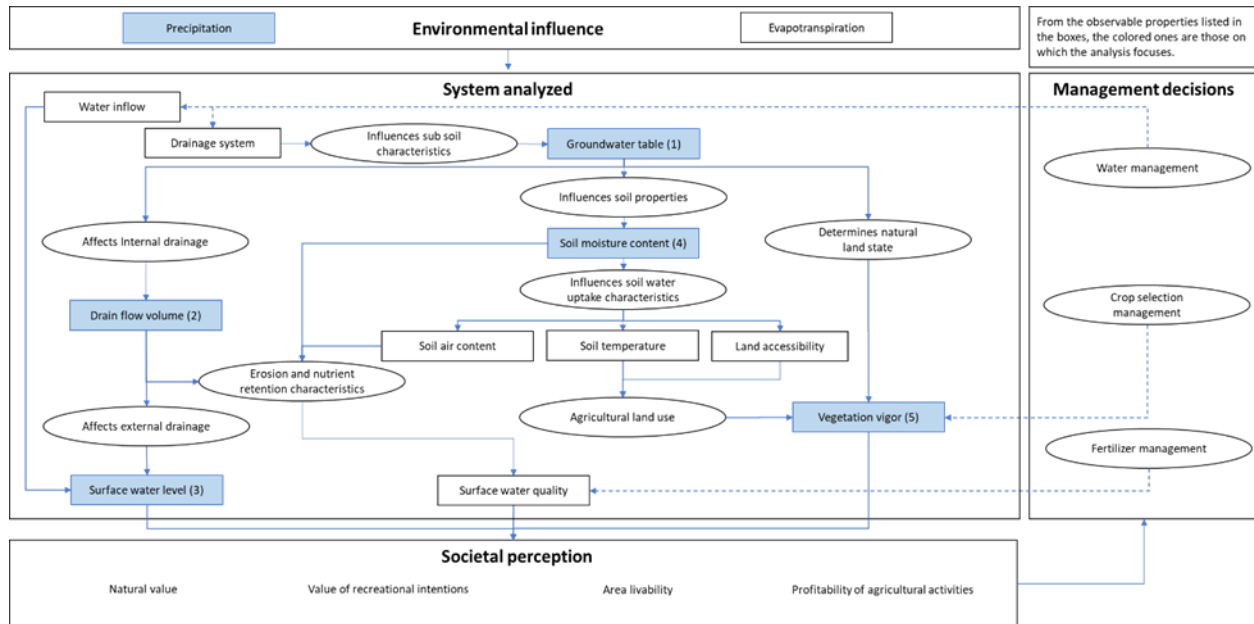 Environmental influence
Precipitation
Evapotranspiration
From the observable properties listed in
the boxes, the colored ones are those on
which the analysis focuses.
System analyzed
Management decisions
Water inflow
Drainage system
Influences sub soil
characteristics
Groundwater table (1)
Water management
Influences soil properties
Affects Internal drainage
Soil moisture content (4)
Determines natural
land state
Influences soil water
uptake characteristics
Crop selection
management
Drain flow volume (2)
Soil air content
Soil temperature
Land accessibility
Erosion and nutrient
retention characteristics
Agricultural land use
Vegetation vigor (5)
Affects external drainage
Fertilizer management
Surface water level (3)
Surface water quality
Societal perception
Natural value
Value of recreational intentions
Area livability
Profitability of agricultural activities